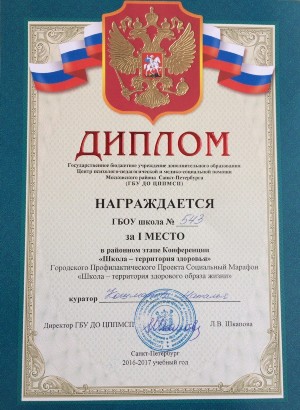 ДИПЛОМ
Государственное бюджетное учреждение дополнительного образования
Центр психолого-педагогической и медико-социальной помощи
Московского района Санкт-Петербурга
(ГБУ ДО ЦППМСП)
НАГРАЖДАЕТСЯ
ГБОУ школа № 543
за I МЕСТО
в районном этапе Конференции
«Школа – территория здоровья»
Городского Профилактического Проекта Социальный Марафон
«Школа – территория здорового образа жизни»
куратор
Директор ГБУ ДО ЦППМСП Л.В. Шкапова
Санкт-Петербург
2016-2017 учебный год